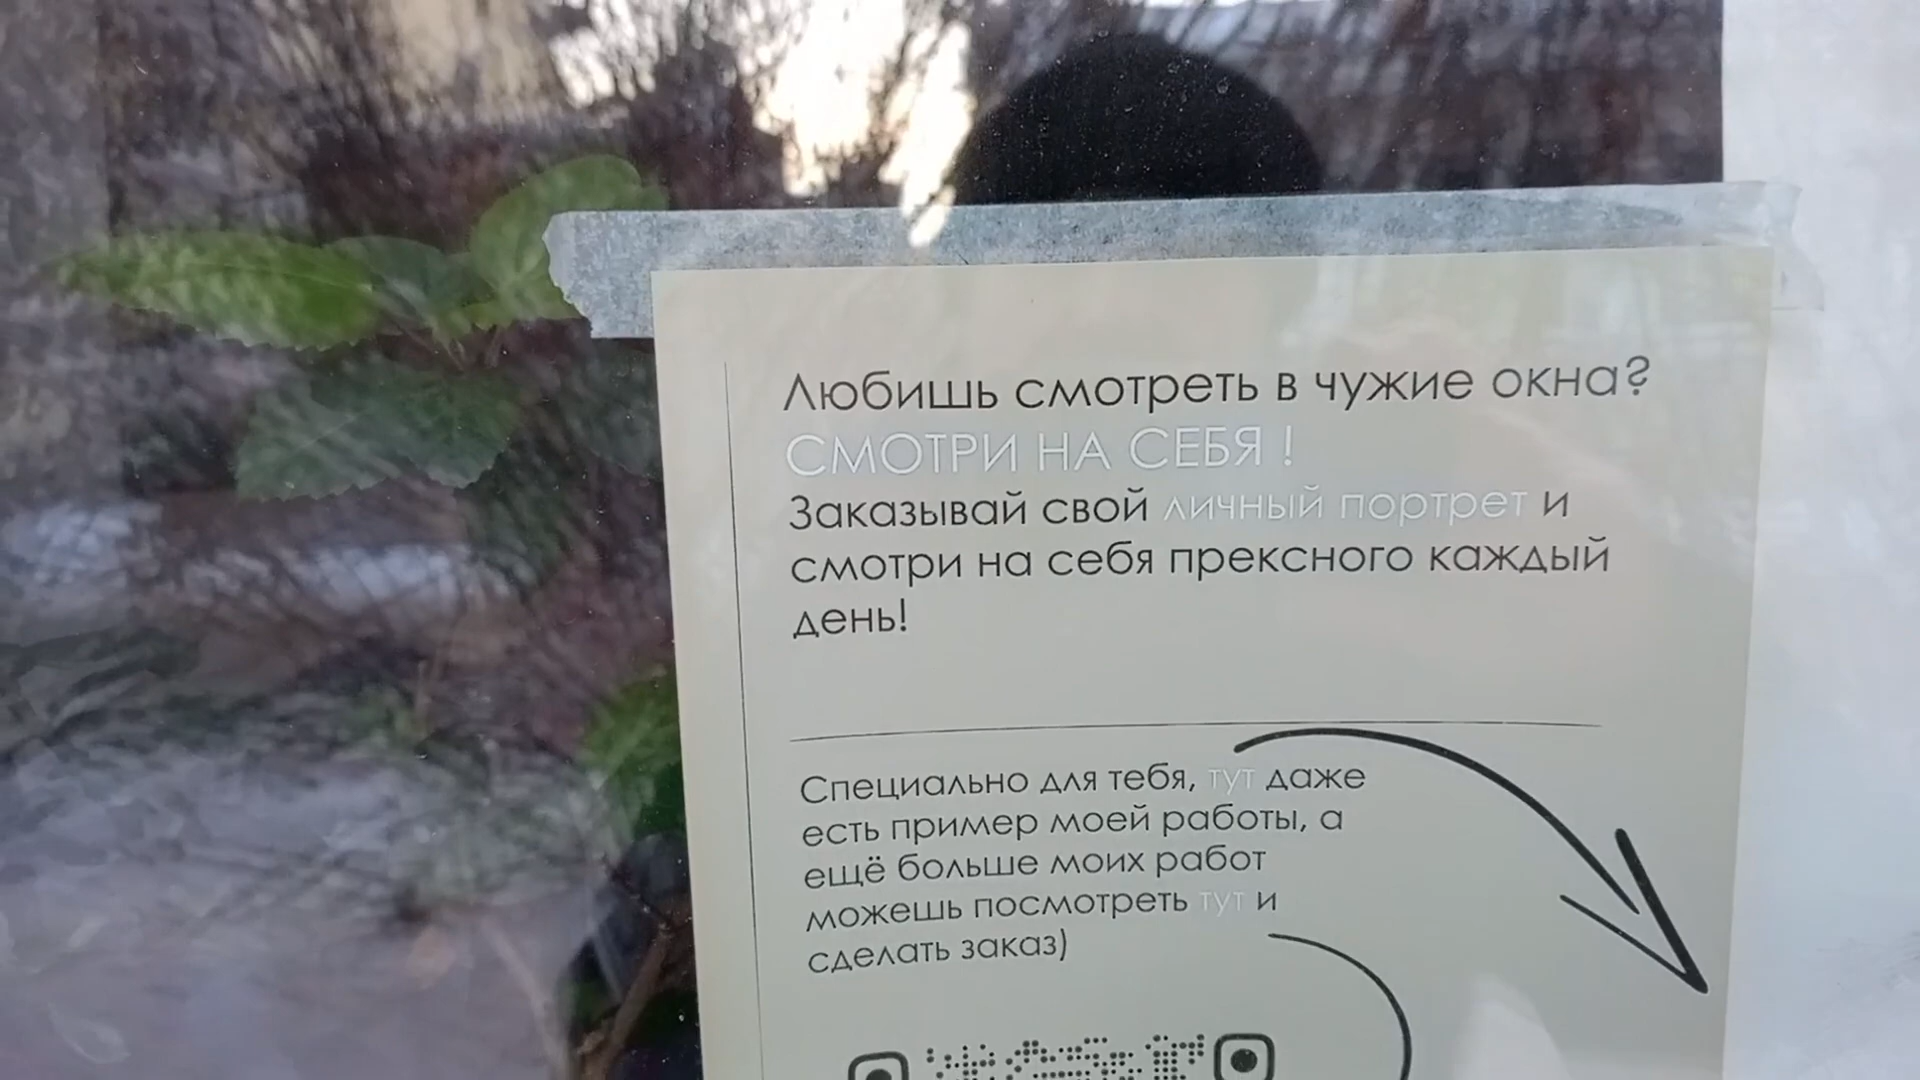 Любишь смотреть в чужие окна?
СМОТРИ НА СЕБЯ !
Заказывай свой личный портрет и
смотри на себя прексного каждый
день!
Специально для тебя, тут даже
есть пример моей работы, а
ещё больше моих работ
можешь посмотреть тут и
сделать заказ)